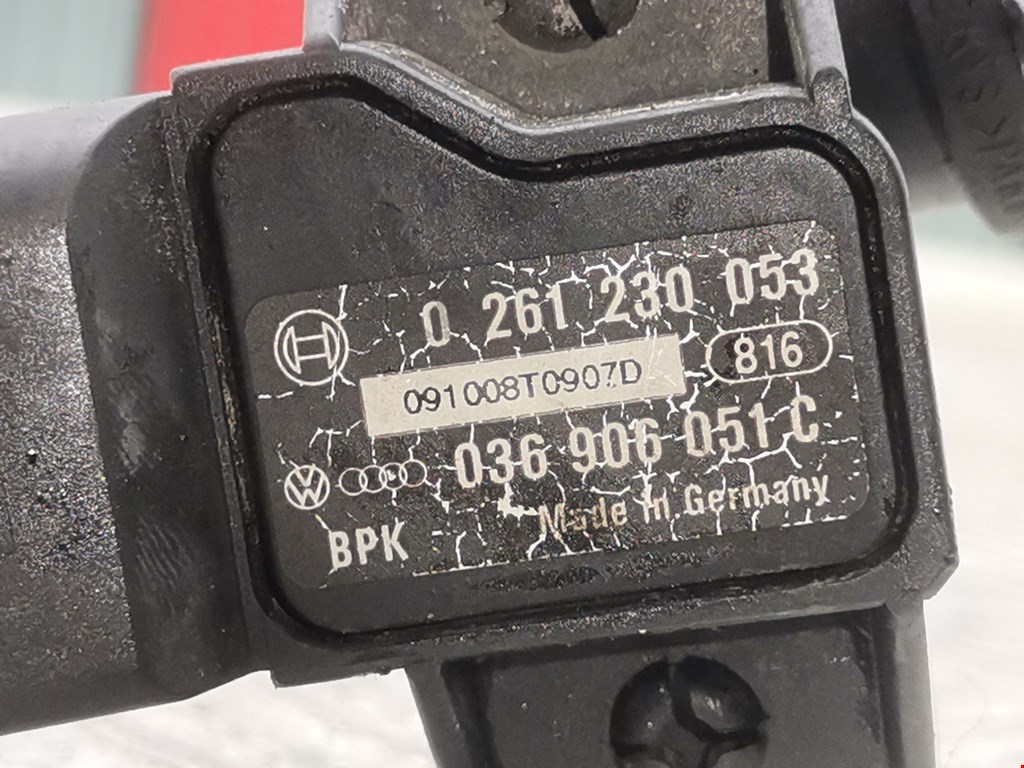 0 261 230 053
091008T0907D
816
036 906 051 C
Made in Germany
BPK